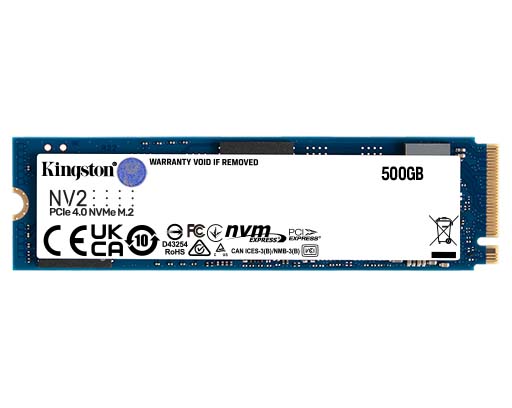 Kingston
WARRANTY VOID IF REMOVED
500GB
NV2
PCIe 4.0 NVMe M.2
CE UK CA 10 D43254 RoHS FC nvm EXPRESS PCI EXPRESS
CAN ICES-3(B)/NMB-3(B) VCI